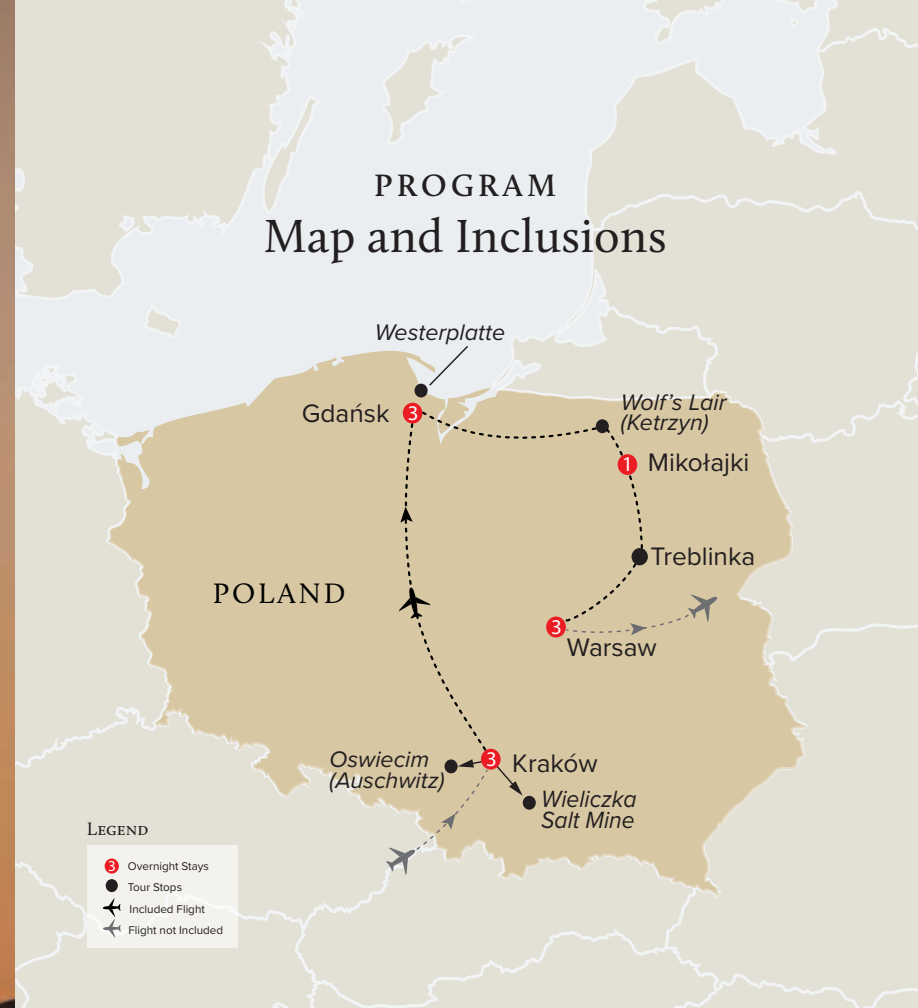 PROGRAM
Map and Inclusions
Westerplatte
Gdańsk
3
Wolf's Lair
(Ketrzyn)
1
Mikołajki
Treblinka
POLAND
3
Warsaw
Oswiecim
(Auschwitz)
3
Kraków
Wieliczka
Salt Mine
LEGEND
3 Overnight Stays
Tour Stops
Included Flight
Flight not Included